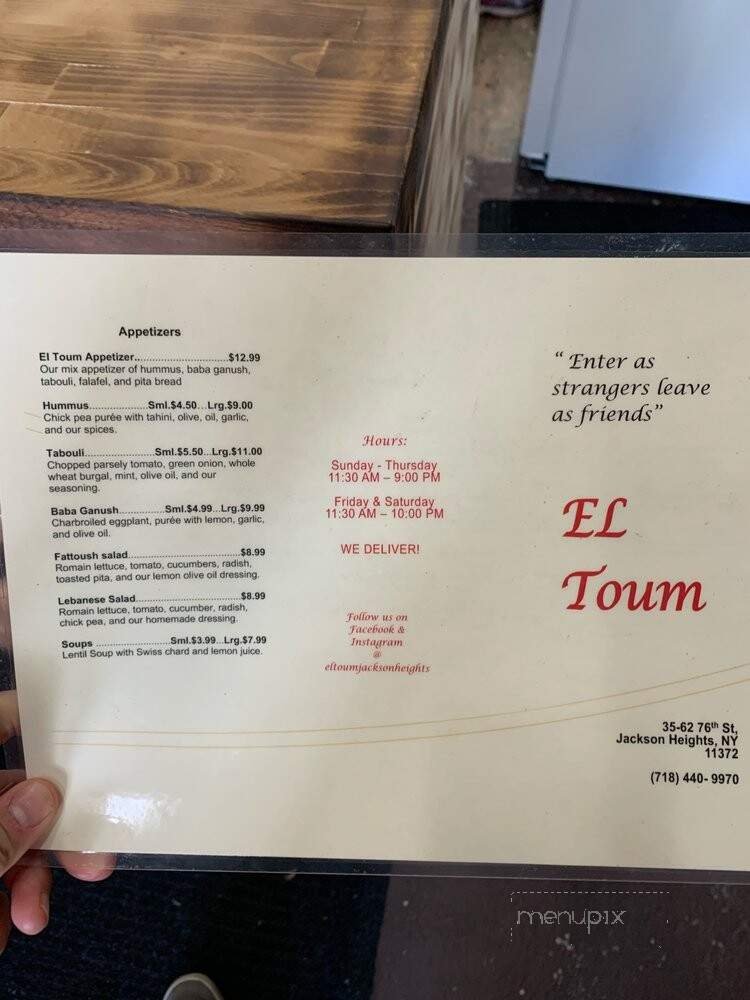 Appetizers
El Toum Appetizer..............................$12.99
Our mix appetizer of hummus, baba ganush,
tabouli, falafel, and pita bread
Hummus...................Sml.$4.50...Lrg.$9.00
Chick pea purée with tahini, olive, oil, garlic,
and our spices.
Tabouli.......................Sml.$5.50...Lrg.$11.00
Chopped parsely tomato, green onion, whole
wheat burgal, mint, olive oil, and our
seasoning.
Baba Ganush...............Sml.$4.99...Lrg.$9.99
Charbroiled eggplant, purée with lemon, garlic,
and olive oil.
Fattoush salad....................................$8.99
Romain lettuce, tomato, cucumbers, radish,
toasted pita, and our lemon olive oil dressing.
Lebanese Salad..................................$8.99
Romain lettuce, tomato, cucumber, radish,
chick pea, and our homemade dressing.
Soups ........................Sml.$3.99...Lrg.$7.99
Lentil Soup with Swiss chard and lemon juice.
Hours:
Sunday - Thursday
11:30 AM – 9:00 PM
Friday & Saturday
11:30 AM – 10:00 PM
WE DELIVER!
Follow us on
Facebook &
Instagram
@
eltoumjacksonheights
“ Enter as
strangers leave
as friends”
EL
Toum
35-62 76th St,
Jackson Heights, NY
11372
(718) 440- 9970
menupix